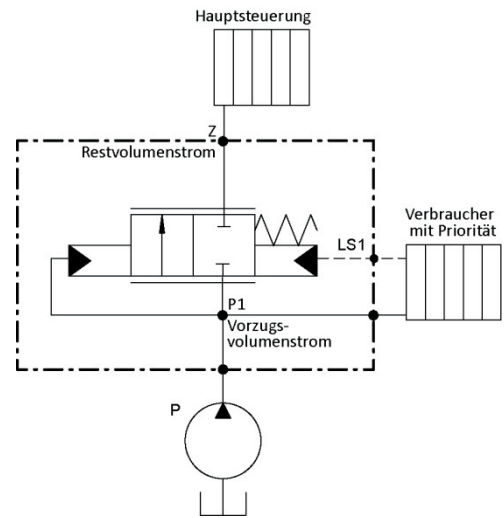 Hauptsteuerung
Z
Restvolumenstrom
LS1
Verbraucher
mit Priorität
P1
Vorzugs-
volumenstrom
P